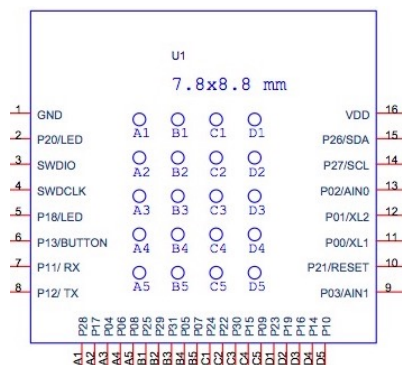 U1
7.8x8.8 mm
1 GND VDD 16
2 P20/LED P26/SDA 15
3 SWDIO P27/SCL 14
4 SWDCLK P02/AIN0 13
5 P18/LED P01/XL2 12
6 P13/BUTTON P00/XL1 11
7 P11/ RX P21/RESET 10
8 P12/ TX P03/AIN1 9
A1 B1 C1 D1
A2 B2 C2 D2
A3 B3 C3 D3
A4 B4 C4 D4
A5 B5 C5 D5
P28 P17 P04 P06 P08 P25 P29 P31 P05 P07 P24 P22 P30 P15 P09 P23 P19 P16 P14 P10
A1 A2 A3 A4 A5 B1 B2 B3 B4 B5 C1 C2 C3 C4 C5 D1 D2 D3 D4 D5